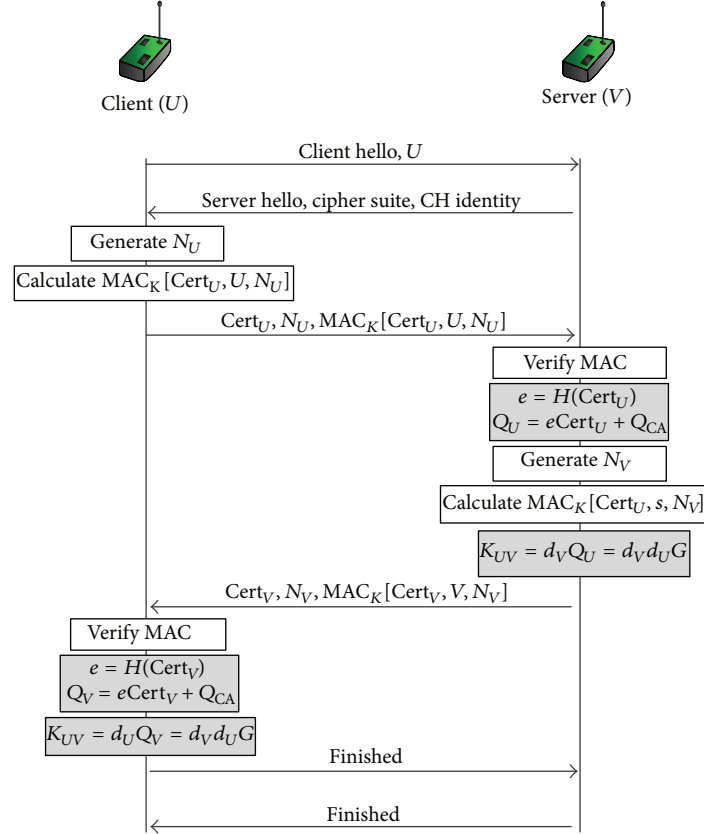 Client (U)
Server (V)
Client hello, U
Server hello, cipher suite, CH identity
Generate N_U
Calculate MAC_K [Cert_U, U, N_U]
Cert_U, N_U, MAC_K[Cert_U, U, N_U]
Verify MAC
e = H(Cert_U)
Q_U = eCert_U + Q_CA
Generate N_V
Calculate MAC_K[Cert_U, s, N_V]
K_UV = d_V Q_U = d_V d_U G
Cert_V, N_V, MAC_K[Cert_V, V, N_V]
Verify MAC
e = H(Cert_V)
Q_V = eCert_V + Q_CA
K_UV = d_U Q_V = d_V d_U G
Finished
Finished